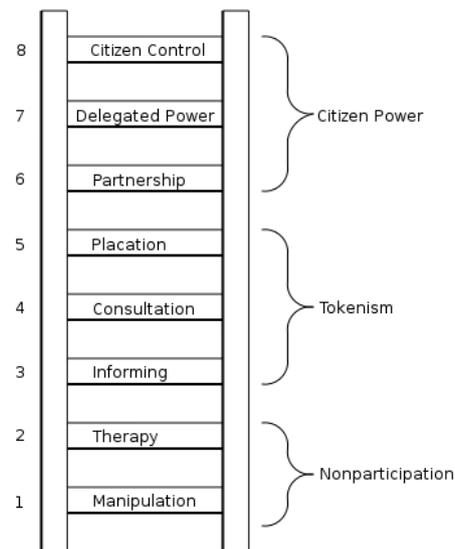 8 Citizen Control
7 Delegated Power Citizen Power
6 Partnership
5 Placation
4 Consultation Tokenism
3 Informing
2 Therapy
Nonparticipation
1 Manipulation